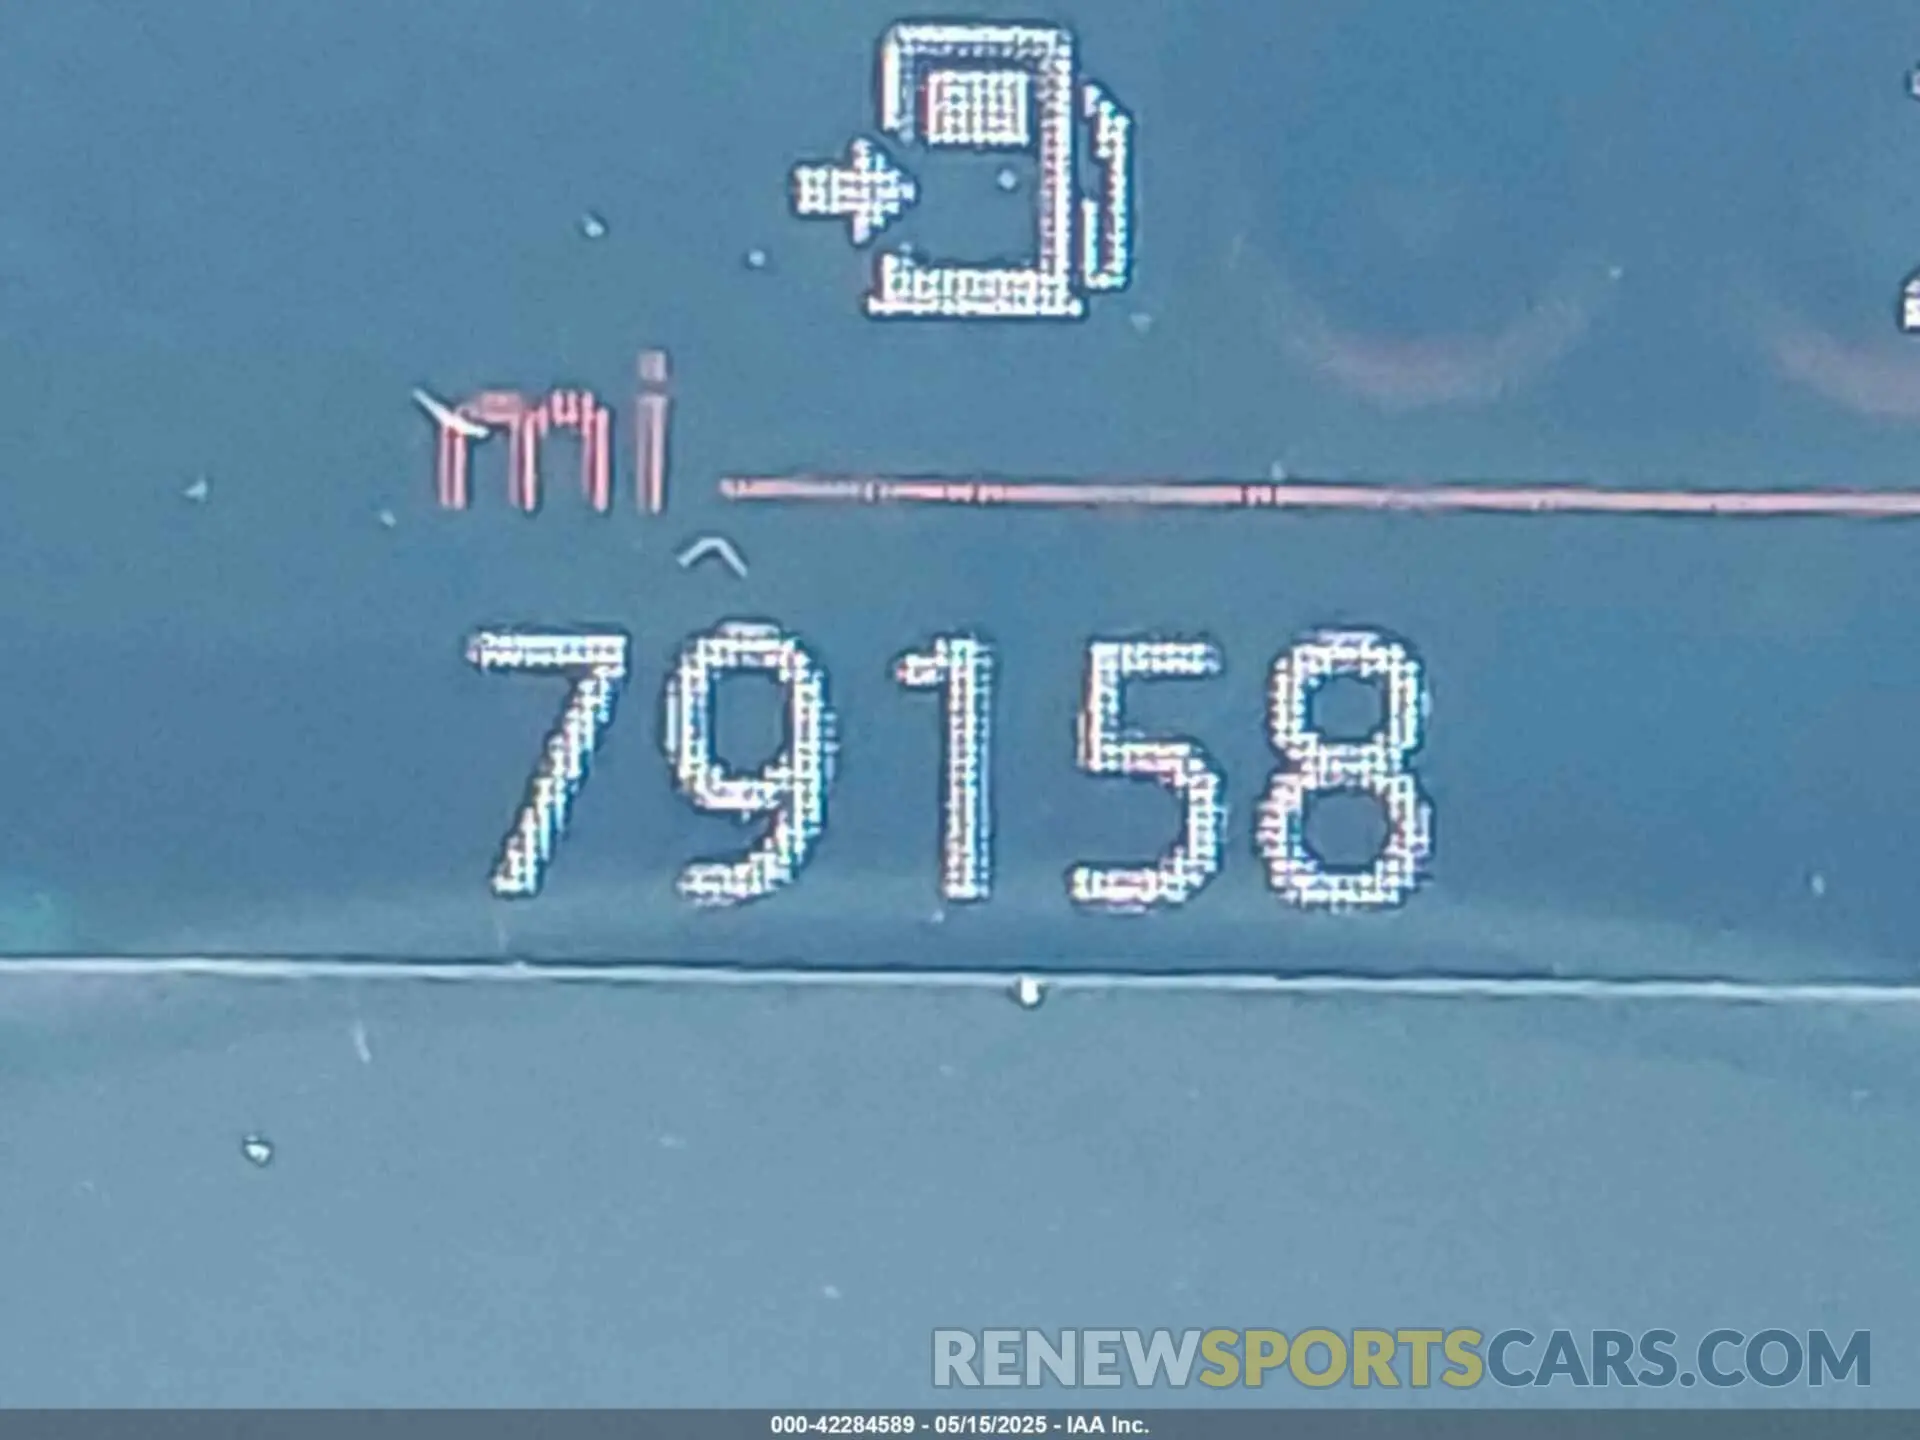 mi
79158
RENEWSPORTSCARS.COM
000-42284589 - 05/15/2025 - IAA Inc.